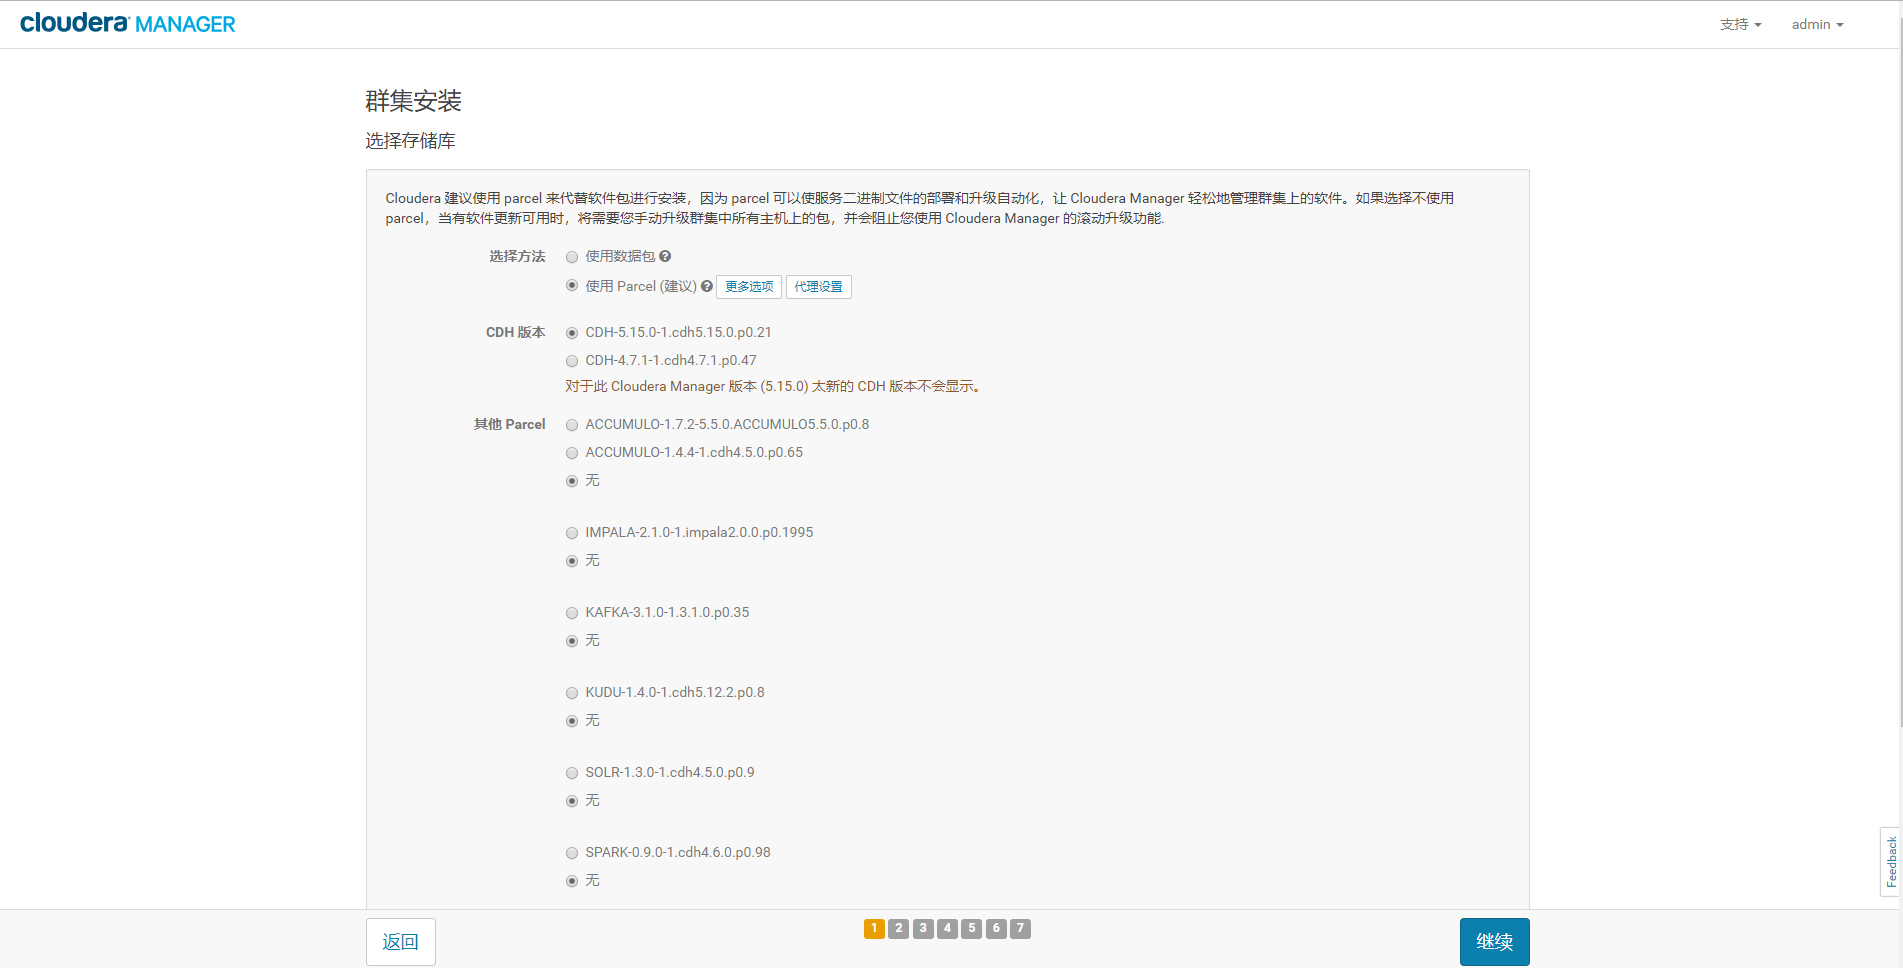 cloudera MANAGER
支持
admin
群集安装
选择存储库
Cloudera 建议使用 parcel 来代替软件包进行安装，因为 parcel 可以使服务二进制文件的部署和升级自动化，让 Cloudera Manager 轻松地管理群集上的软件。如果选择不使用
parcel，当有软件更新可用时，将需要您手动升级群集中所有主机上的包，并会阻止您使用 Cloudera Manager 的滚动升级功能.
选择方法 使用数据包 ?
使用 Parcel (建议) ? 更多选项 代理设置
CDH 版本 CDH-5.15.0-1.cdh5.15.0.p0.21
CDH-4.7.1-1.cdh4.7.1.p0.47
对于此 Cloudera Manager 版本 (5.15.0) 太新的 CDH 版本不会显示。
其他 Parcel ACCUMULO-1.7.2-5.5.0.ACCUMULO5.5.0.p0.8
ACCUMULO-1.4.4-1.cdh4.5.0.p0.65
无
IMPALA-2.1.0-1.impala2.0.0.p0.1995
无
KAFKA-3.1.0-1.3.1.0.p0.35
无
KUDU-1.4.0-1.cdh5.12.2.p0.8
无
SOLR-1.3.0-1.cdh4.5.0.p0.9
无
SPARK-0.9.0-1.cdh4.6.0.p0.98
无
Feedback
返回 1 2 3 4 5 6 7 继续